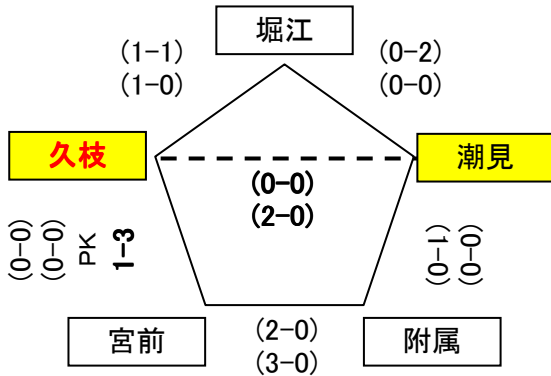 堀江
(1-1)
(1-0)
(0-2)
(0-0)
久枝
潮見
(0-0)
(2-0)
(0-0)
(0-0)
PK
1-3
(1-0)
(0-0)
宮前
(2-0)
(3-0)
附属